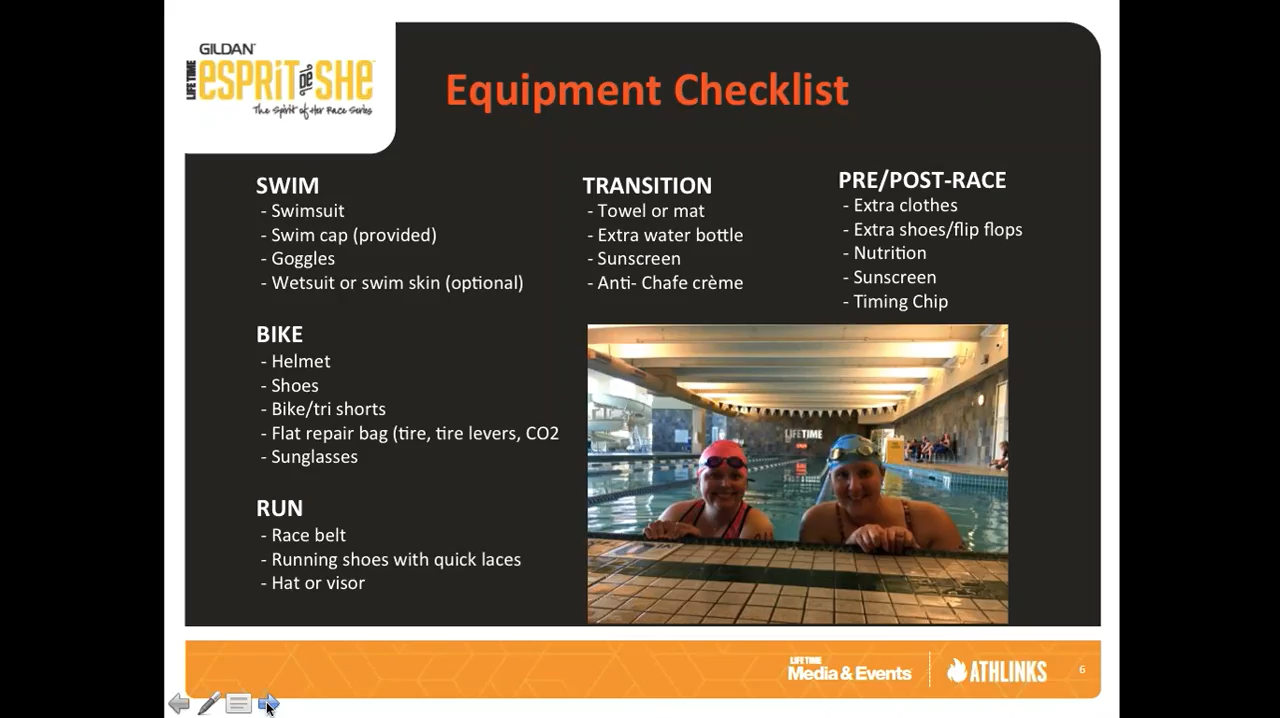 GILDAN
LIFE TIME
ESPRIT DE SHE
The Spirit of Her Race Series
Equipment Checklist
SWIM
- Swimsuit
- Swim cap (provided)
- Goggles
- Wetsuit or swim skin (optional)
BIKE
- Helmet
- Shoes
- Bike/tri shorts
- Flat repair bag (tire, tire levers, CO2
- Sunglasses
RUN
- Race belt
- Running shoes with quick laces
- Hat or visor
TRANSITION
- Towel or mat
- Extra water bottle
- Sunscreen
- Anti- Chafe crème
PRE/POST-RACE
- Extra clothes
- Extra shoes/flip flops
- Nutrition
- Sunscreen
- Timing Chip
LIFETIME
LIFE TIME
Media & Events
ATHLINKS
6